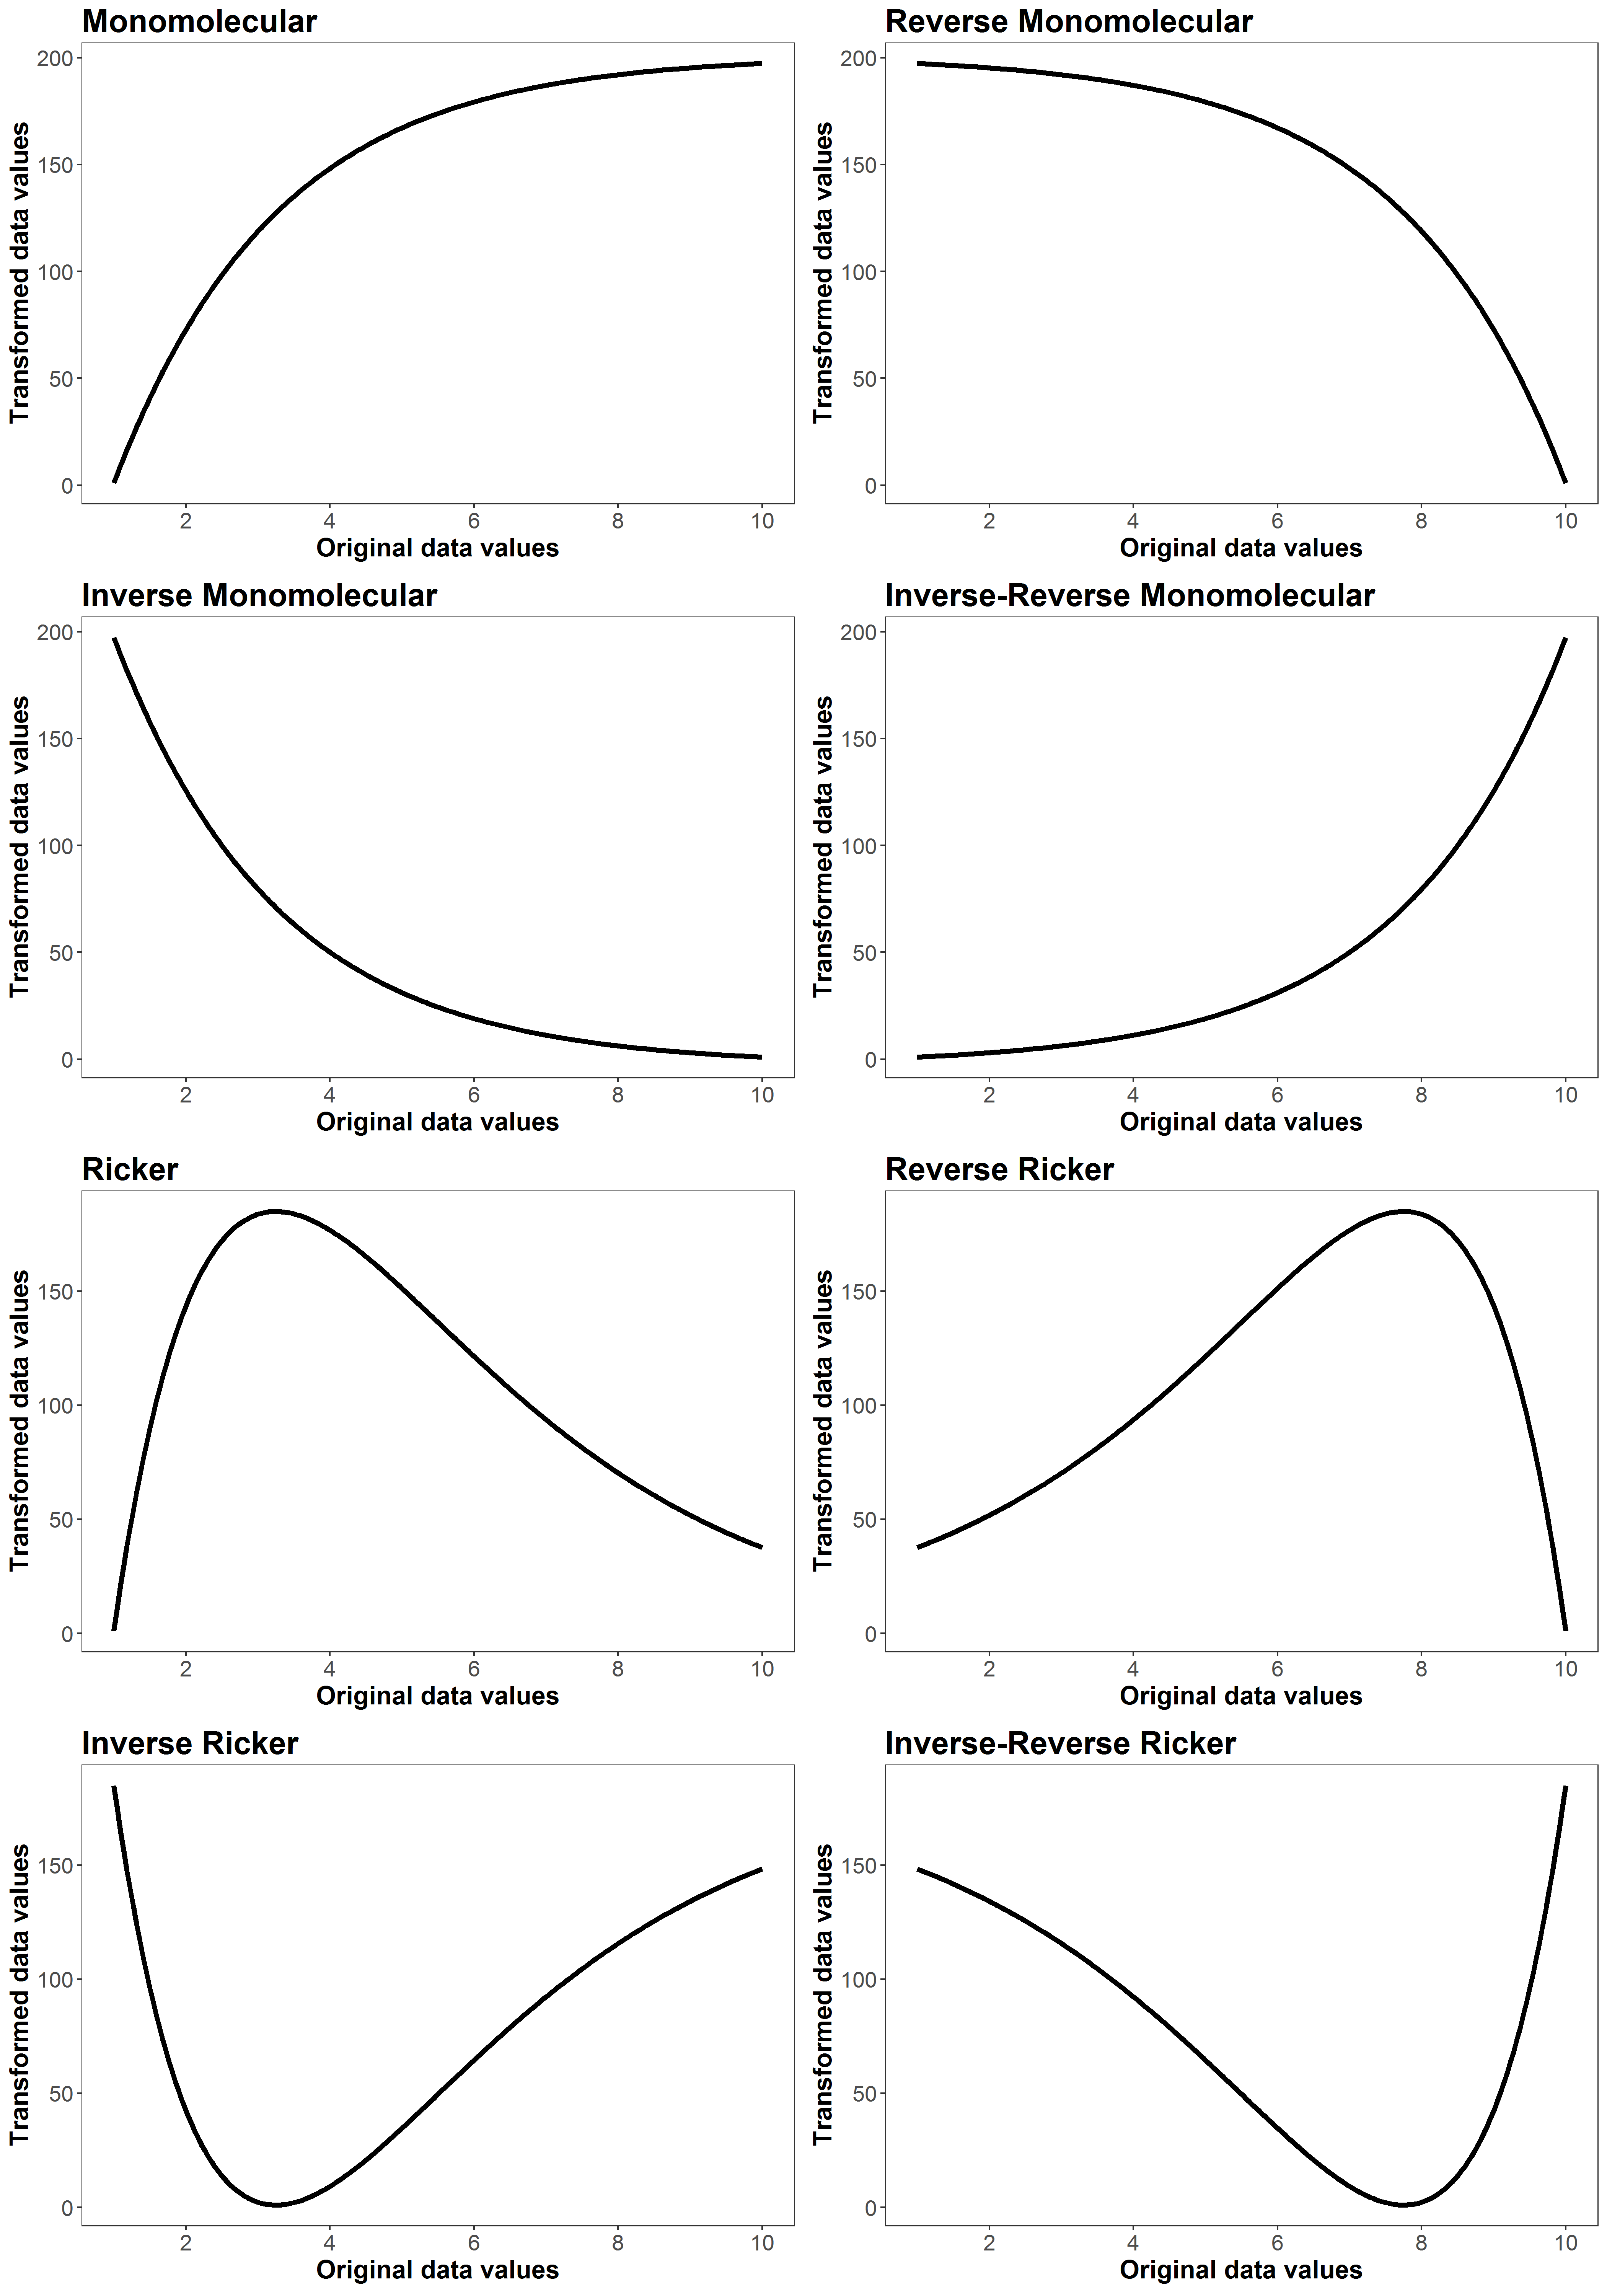 Monomolecular
Transformed data values
200
150
100
50
0
2 4 6 8 10
Original data values
Reverse Monomolecular
Transformed data values
200
150
100
50
0
2 4 6 8 10
Original data values
Inverse Monomolecular
Transformed data values
200
150
100
50
0
2 4 6 8 10
Original data values
Inverse-Reverse Monomolecular
Transformed data values
200
150
100
50
0
2 4 6 8 10
Original data values
Ricker
Transformed data values
150
100
50
0
2 4 6 8 10
Original data values
Reverse Ricker
Transformed data values
150
100
50
0
2 4 6 8 10
Original data values
Inverse Ricker
Transformed data values
150
100
50
0
2 4 6 8 10
Original data values
Inverse-Reverse Ricker
Transformed data values
150
100
50
0
2 4 6 8 10
Original data values